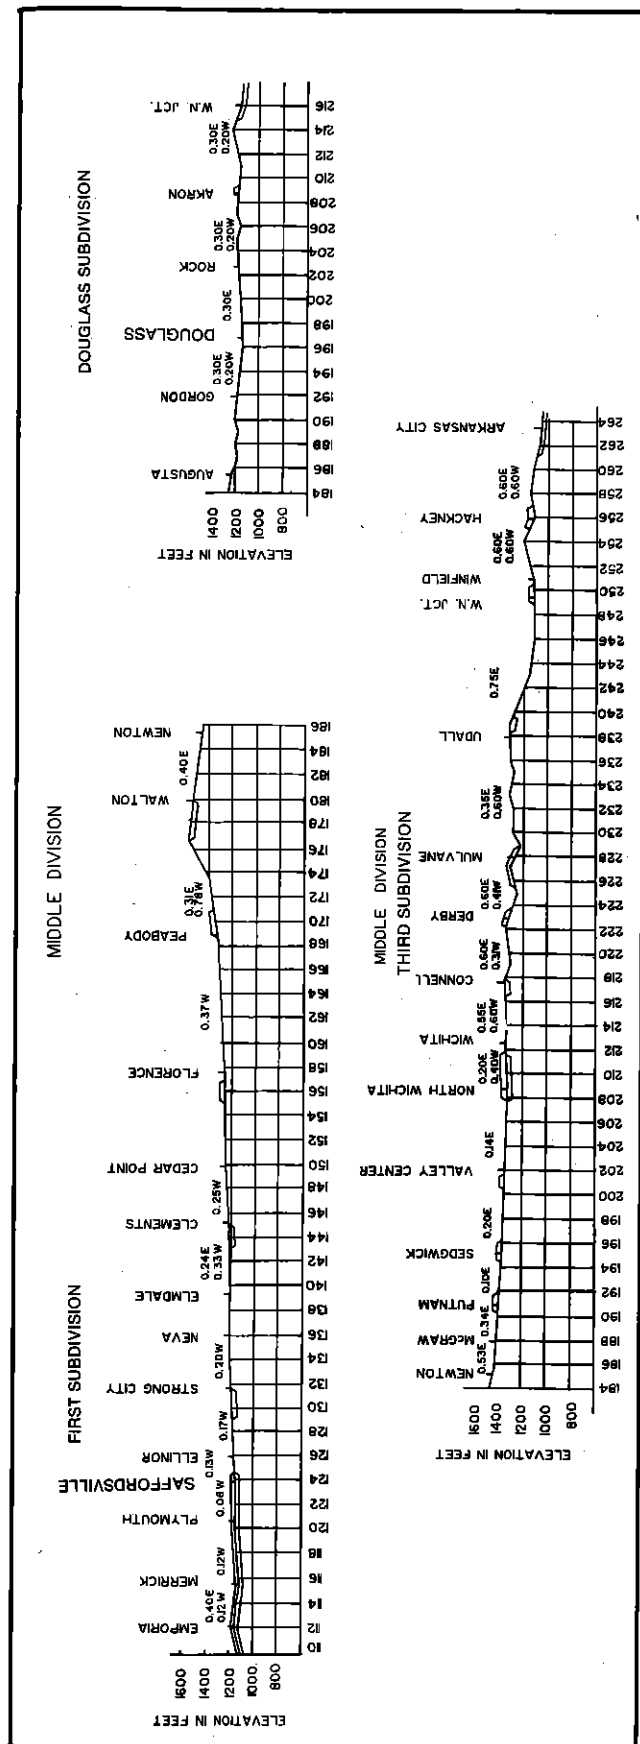 DOUGLASS SUBDIVISION
W.N. JCT.
0.30E
0.20W
AKRON
0.30E
0.20W
ROCK
0.30E
DOUGLASS
0.30E
0.20W
GORDON
AUGUSTA
1400
1200
1000
800
ELEVATION IN FEET
216
214
212
210
208
206
204
202
200
198
196
194
192
190
188
186
184
MIDDLE DIVISION
FIRST SUBDIVISION
NEWTON
0.40E
WALTON
0.31E
0.78W
PEABODY
0.37W
FLORENCE
CEDAR POINT
0.25W
CLEMENTS
0.24E
0.33W
ELMDALE
NEVA
0.20W
STRONG CITY
0.17W
ELLINOR
0.13W
SAFFORDSVILLE
0.06W
PLYMOUTH
0.12W
MERRICK
0.40E
0.12W
EMPORIA
1600
1400
1200
1000
800
ELEVATION IN FEET
186
184
182
180
178
176
174
172
170
168
166
164
162
160
158
156
154
152
150
148
146
144
142
140
138
136
134
132
130
128
126
124
122
120
118
16
14
112
110
MIDDLE DIVISION
THIRD SUBDIVISION
ARKANSAS CITY
0.60E
0.60W
HACKNEY
0.60E
0.60W
WINFIELD
W.N. JCT.
0.75E
UDALL
0.35E
0.60W
MULVANE
0.60E
0.41W
DERBY
0.60E
0.31W
CONNELL
0.55E
0.60W
WICHITA
0.20E
0.40W
NORTH WICHITA
0.14E
VALLEY CENTER
0.20E
SEDGWICK
0.10E
PUTNAM
0.34E
McGRAW
0.53E
NEWTON
1600
1400
1200
1000
800
ELEVATION IN FEET
264
262
260
258
256
254
252
250
248
246
244
242
240
238
236
234
232
230
228
226
224
222
220
218
216
214
212
210
208
206
204
202
200
198
196
194
192
190
188
186
184